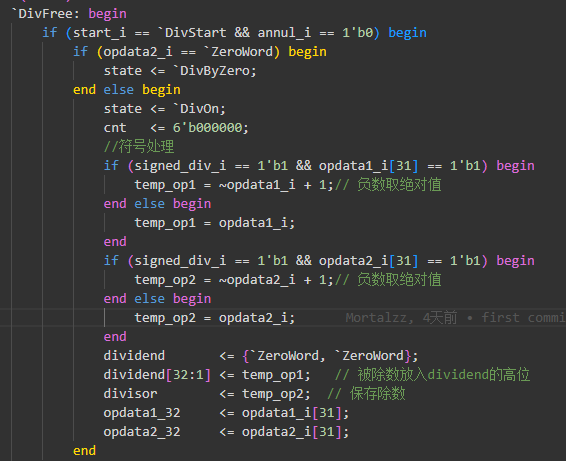 `DivFree: begin
if (start_i == `DivStart && annul_i == 1'b0) begin
if (opdata2_i == `ZeroWord) begin
state <= `DivByZero;
end else begin
state <= `DivOn;
cnt <= 6'b000000;
//符号处理
if (signed_div_i == 1'b1 && opdata1_i[31] == 1'b1) begin
temp_op1 = ~opdata1_i + 1;// 负数取绝对值
end else begin
temp_op1 = opdata1_i;
end
if (signed_div_i == 1'b1 && opdata2_i[31] == 1'b1) begin
temp_op2 = ~opdata2_i + 1;// 负数取绝对值
end else begin
temp_op2 = opdata2_i; Mortalzz, 4天前 • first commi
end
dividend <= {`ZeroWord, `ZeroWord};
dividend[32:1] <= temp_op1; // 被除数放入dividend的高位
divisor <= temp_op2; // 保存除数
opdata1_32 <= opdata1_i[31];
opdata2_32 <= opdata2_i[31];
end